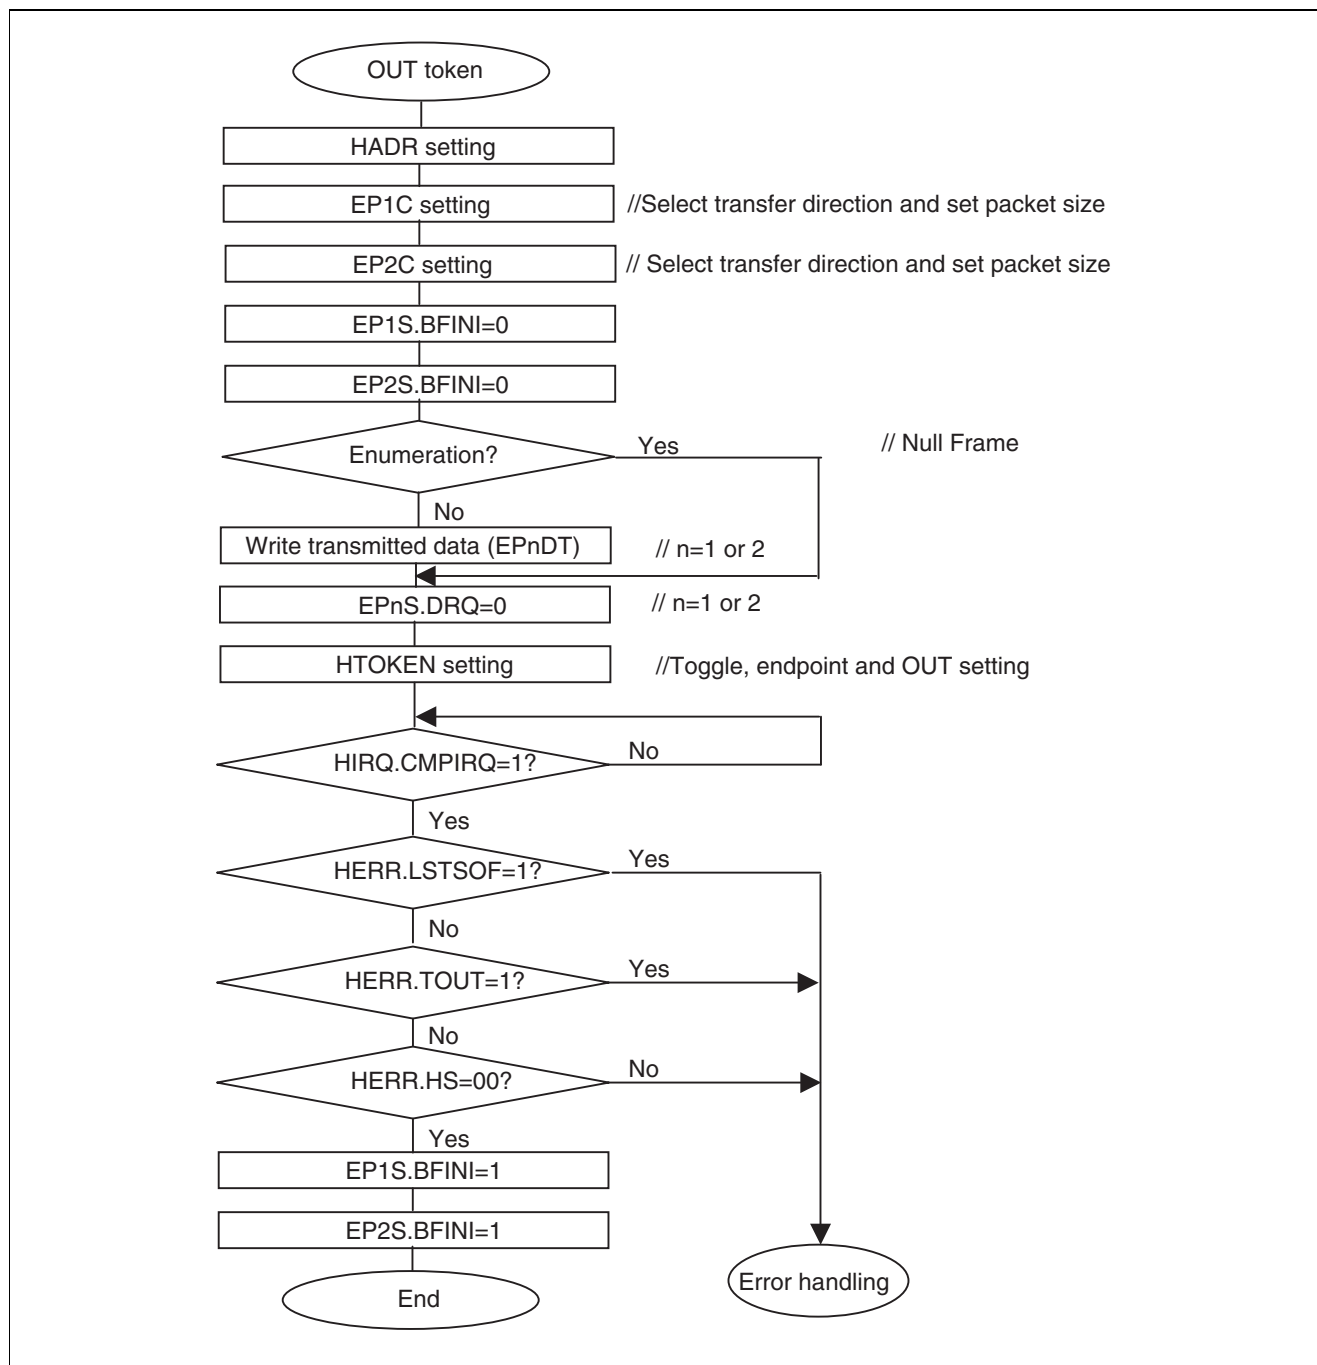 OUT token
HADR setting
EP1C setting
//Select transfer direction and set packet size
EP2C setting
// Select transfer direction and set packet size
EP1S.BFINI=0
EP2S.BFINI=0
Enumeration?
Yes
// Null Frame
No
Write transmitted data (EPnDT)
// n=1 or 2
EPnS.DRQ=0
// n=1 or 2
HTOKEN setting
//Toggle, endpoint and OUT setting
HIRQ.CMPIRQ=1?
No
Yes
HERR.LSTSOF=1?
Yes
No
HERR.TOUT=1?
Yes
No
HERR.HS=00?
No
Yes
EP1S.BFINI=1
EP2S.BFINI=1
Error handling
End